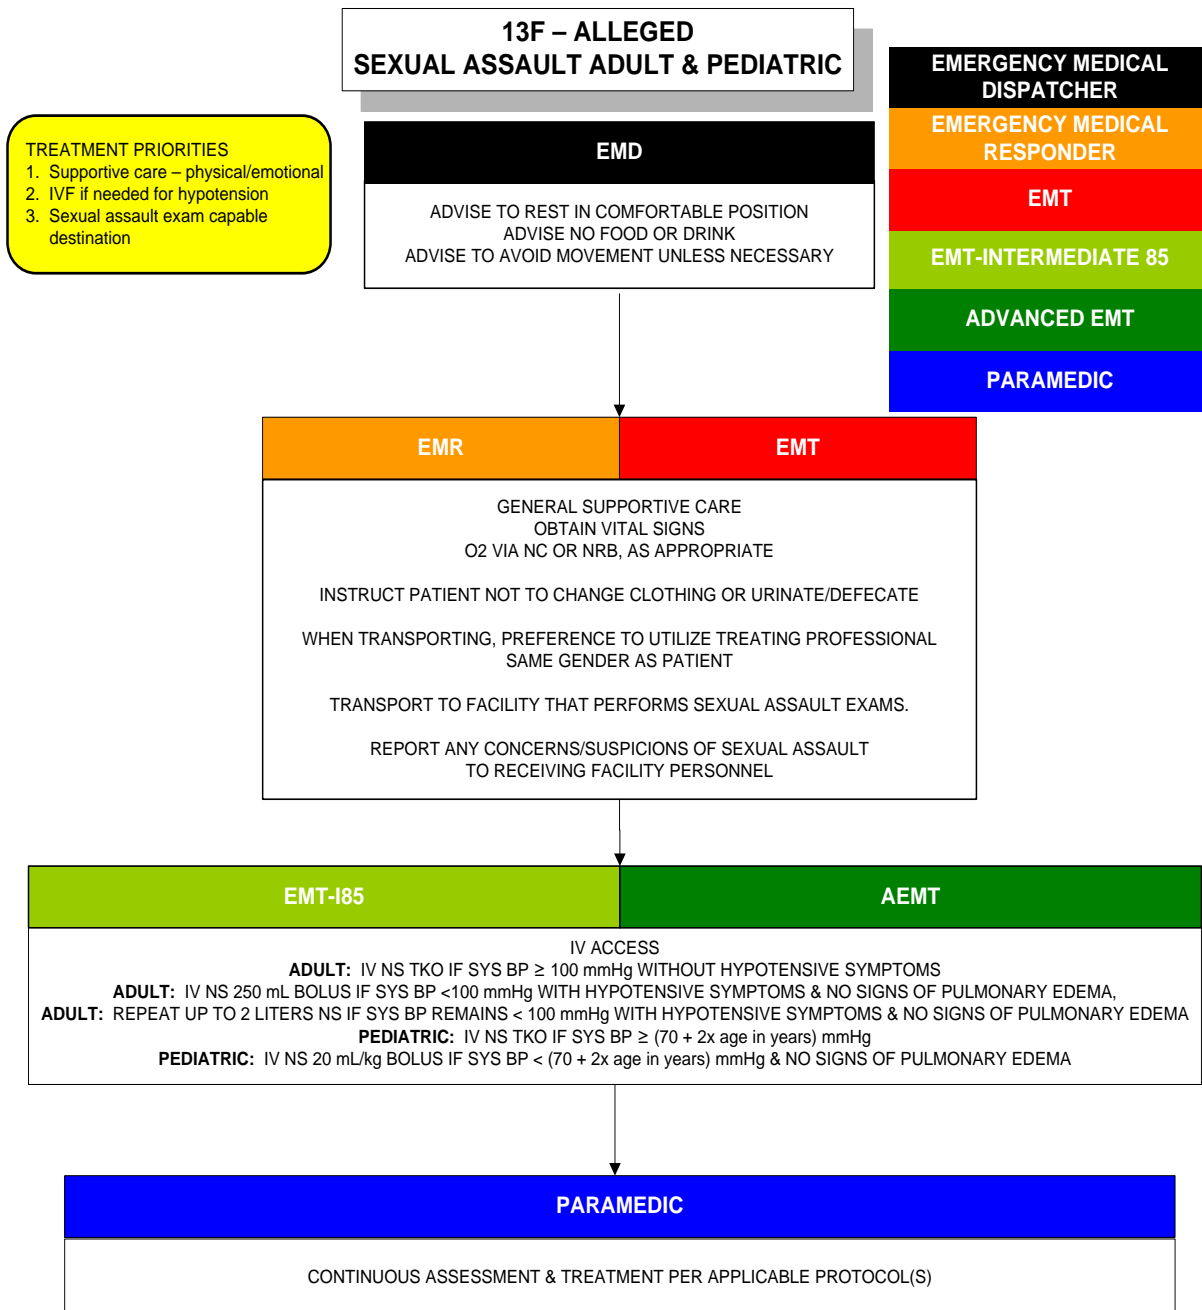 13F – ALLEGED
SEXUAL ASSAULT ADULT & PEDIATRIC
EMERGENCY MEDICAL
DISPATCHER
EMERGENCY MEDICAL
RESPONDER
EMT
EMT-INTERMEDIATE 85
ADVANCED EMT
PARAMEDIC
TREATMENT PRIORITIES
1. Supportive care – physical/emotional
2. IVF if needed for hypotension
3. Sexual assault exam capable
destination
EMD
ADVISE TO REST IN COMFORTABLE POSITION
ADVISE NO FOOD OR DRINK
ADVISE TO AVOID MOVEMENT UNLESS NECESSARY
EMR
EMT
GENERAL SUPPORTIVE CARE
OBTAIN VITAL SIGNS
O2 VIA NC OR NRB, AS APPROPRIATE
INSTRUCT PATIENT NOT TO CHANGE CLOTHING OR URINATE/DEFECATE
WHEN TRANSPORTING, PREFERENCE TO UTILIZE TREATING PROFESSIONAL
SAME GENDER AS PATIENT
TRANSPORT TO FACILITY THAT PERFORMS SEXUAL ASSAULT EXAMS.
REPORT ANY CONCERNS/SUSPICIONS OF SEXUAL ASSAULT
TO RECEIVING FACILITY PERSONNEL
EMT-I85
AEMT
IV ACCESS
ADULT: IV NS TKO IF SYS BP ≥ 100 mmHg WITHOUT HYPOTENSIVE SYMPTOMS
ADULT: IV NS 250 mL BOLUS IF SYS BP <100 mmHg WITH HYPOTENSIVE SYMPTOMS & NO SIGNS OF PULMONARY EDEMA,
ADULT: REPEAT UP TO 2 LITERS NS IF SYS BP REMAINS < 100 mmHg WITH HYPOTENSIVE SYMPTOMS & NO SIGNS OF PULMONARY EDEMA
PEDIATRIC: IV NS TKO IF SYS BP ≥ (70 + 2x age in years) mmHg
PEDIATRIC: IV NS 20 mL/kg BOLUS IF SYS BP < (70 + 2x age in years) mmHg & NO SIGNS OF PULMONARY EDEMA
PARAMEDIC
CONTINUOUS ASSESSMENT & TREATMENT PER APPLICABLE PROTOCOL(S)